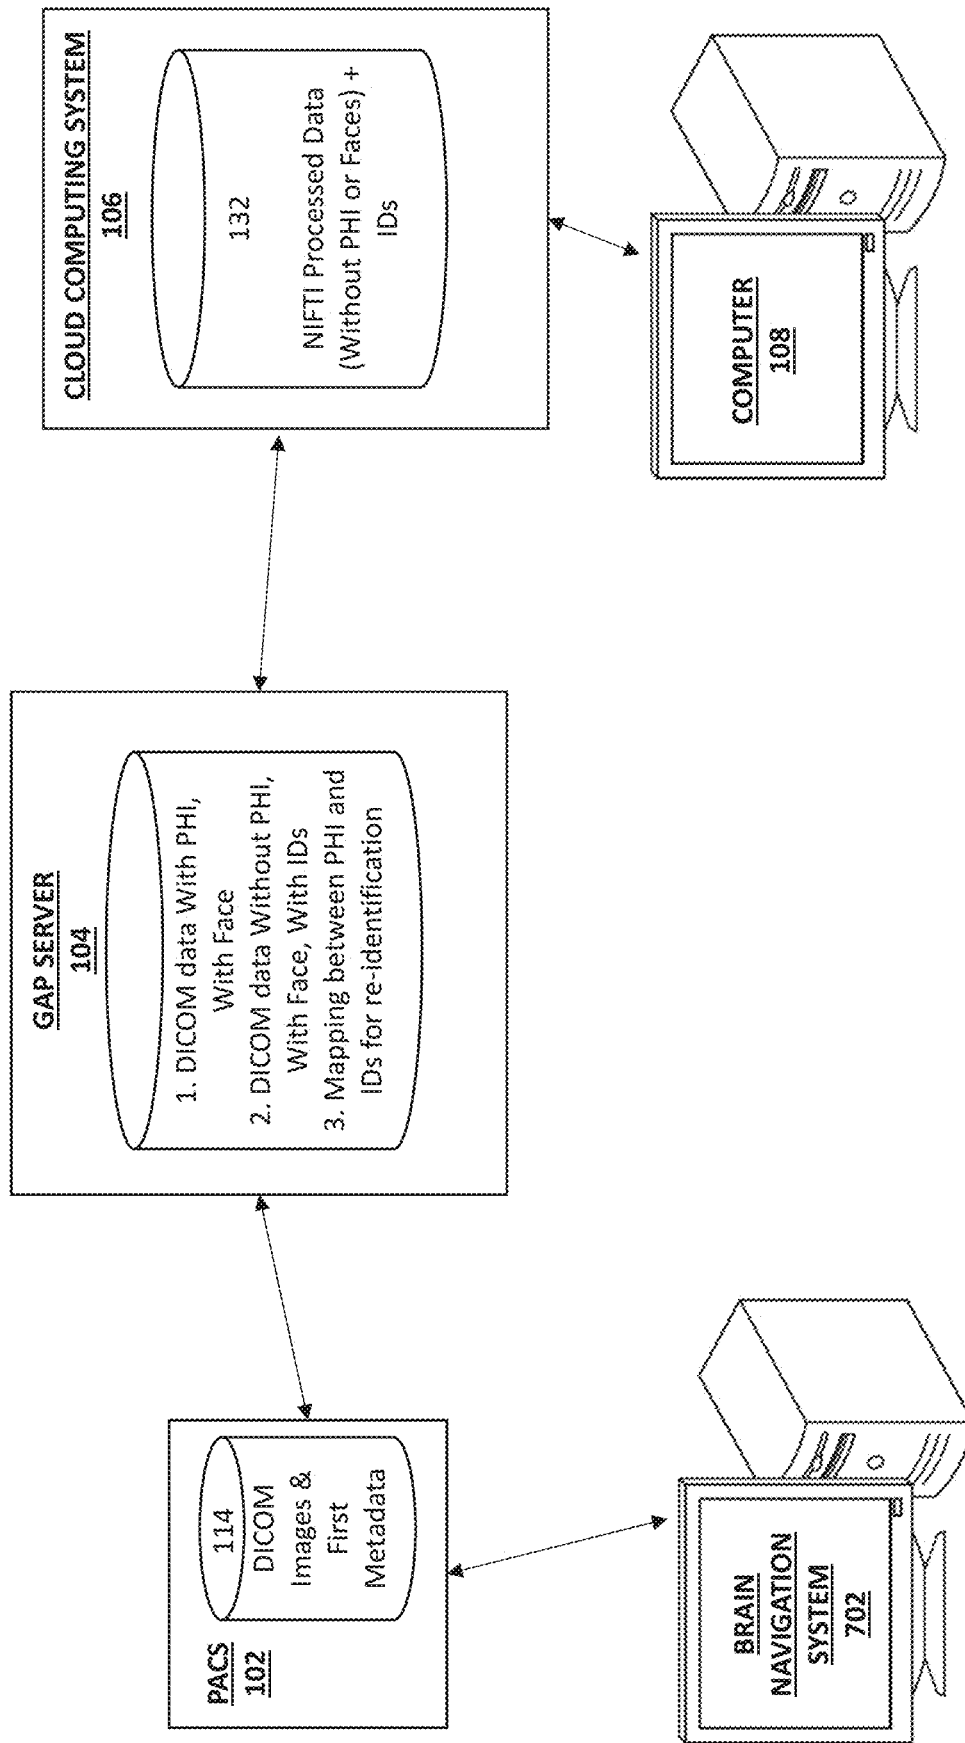 PACS
102
114
DICOM
Images &
First
Metadata
BRAIN
NAVIGATION
SYSTEM
702
GAP SERVER
104
1. DICOM data With PHI,
With Face
2. DICOM data Without PHI,
With Face, With IDs
3. Mapping between PHI and
IDs for re-identification
CLOUD COMPUTING SYSTEM
106
132
NIFTI Processed Data
(Without PHI or Faces) +
IDs
COMPUTER
108